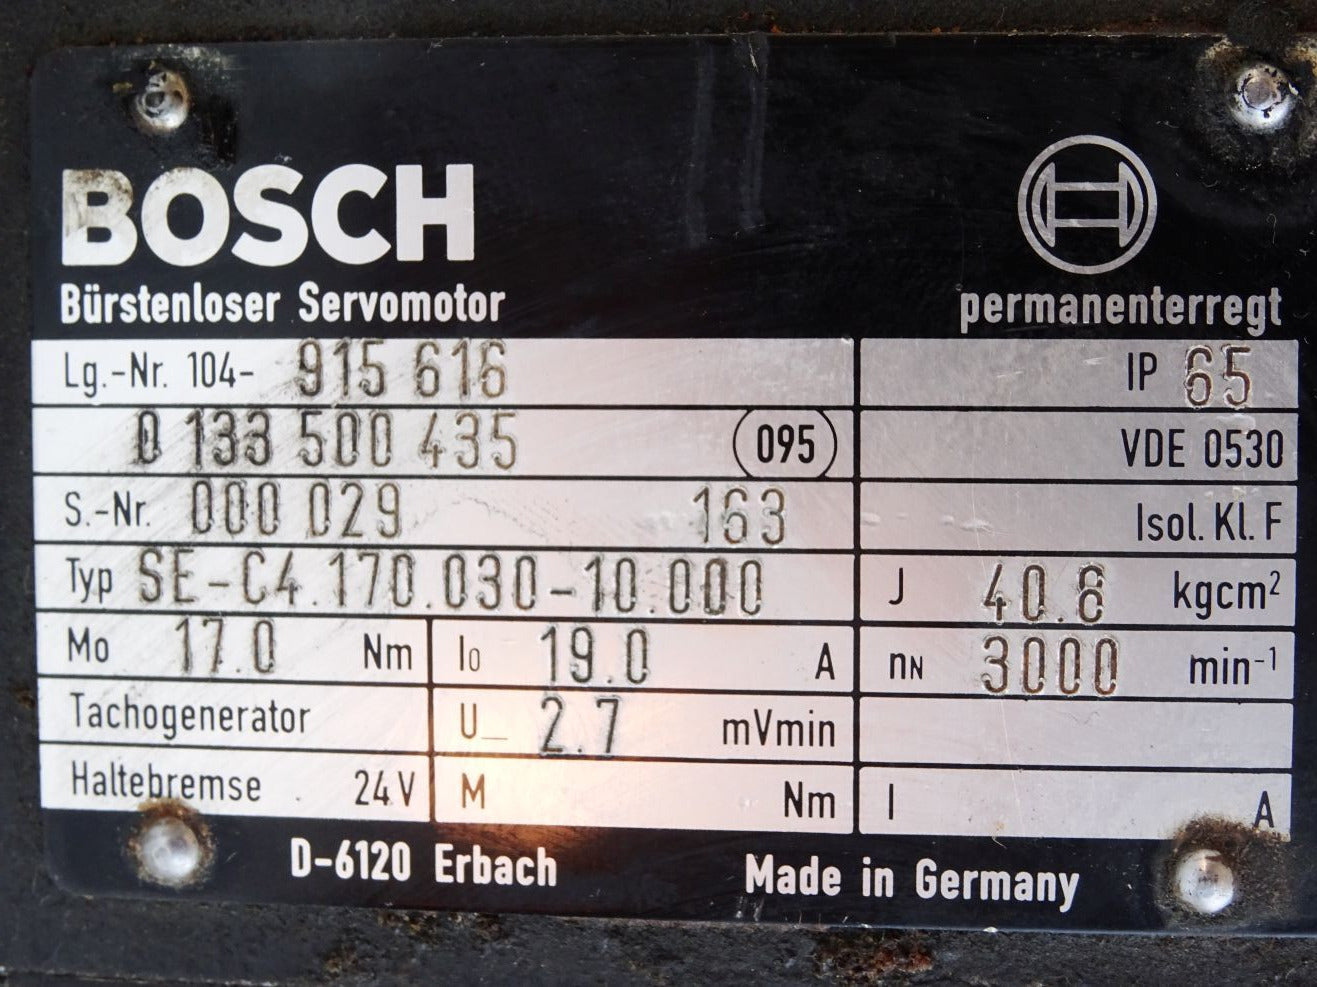 BOSCH
Bürstenloser Servomotor
permanenterregt
Lg.-Nr. 104- 915 616
IP 65
0 133 500 435 095
VDE 0530
S.-Nr. 000 029 163
Isol. Kl. F
Typ SE-C4.170.030-10.000
J 40.8 kgcm²
Mo 17.0 Nm
I0 19.0 A
nN 3000 min-1
Tachogenerator
U_ 2.7 mVmin
Haltebremse 24V
M Nm
I A
D-6120 Erbach
Made in Germany